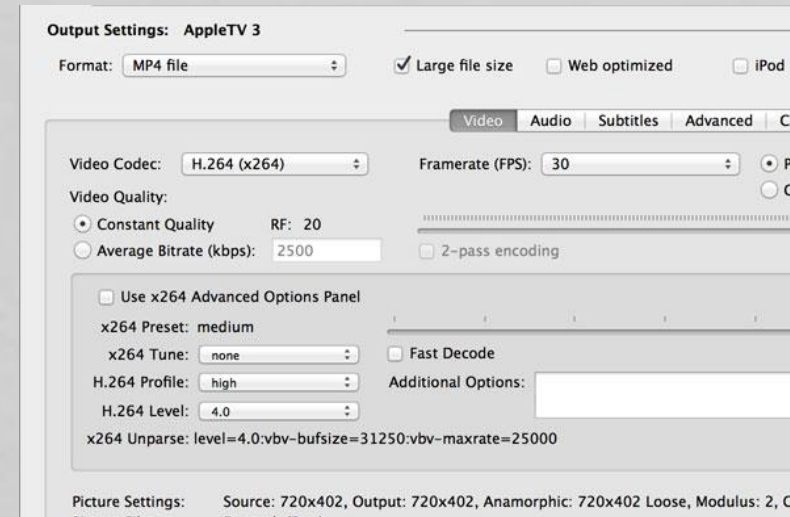 Output Settings: AppleTV 3
Format: MP4 file Large file size Web optimized iPod
Video Audio Subtitles Advanced C
Video Codec: H.264 (x264) Framerate (FPS): 30 P
Video Quality: C
Constant Quality RF: 20
Average Bitrate (kbps): 2500 2-pass encoding
Use x264 Advanced Options Panel
x264 Preset: medium
x264 Tune: none Fast Decode
H.264 Profile: high Additional Options:
H.264 Level: 4.0
x264 Unparse: level=4.0:vbv-bufsize=31250:vbv-maxrate=25000
Picture Settings: Source: 720x402, Output: 720x402, Anamorphic: 720x402 Loose, Modulus: 2, C